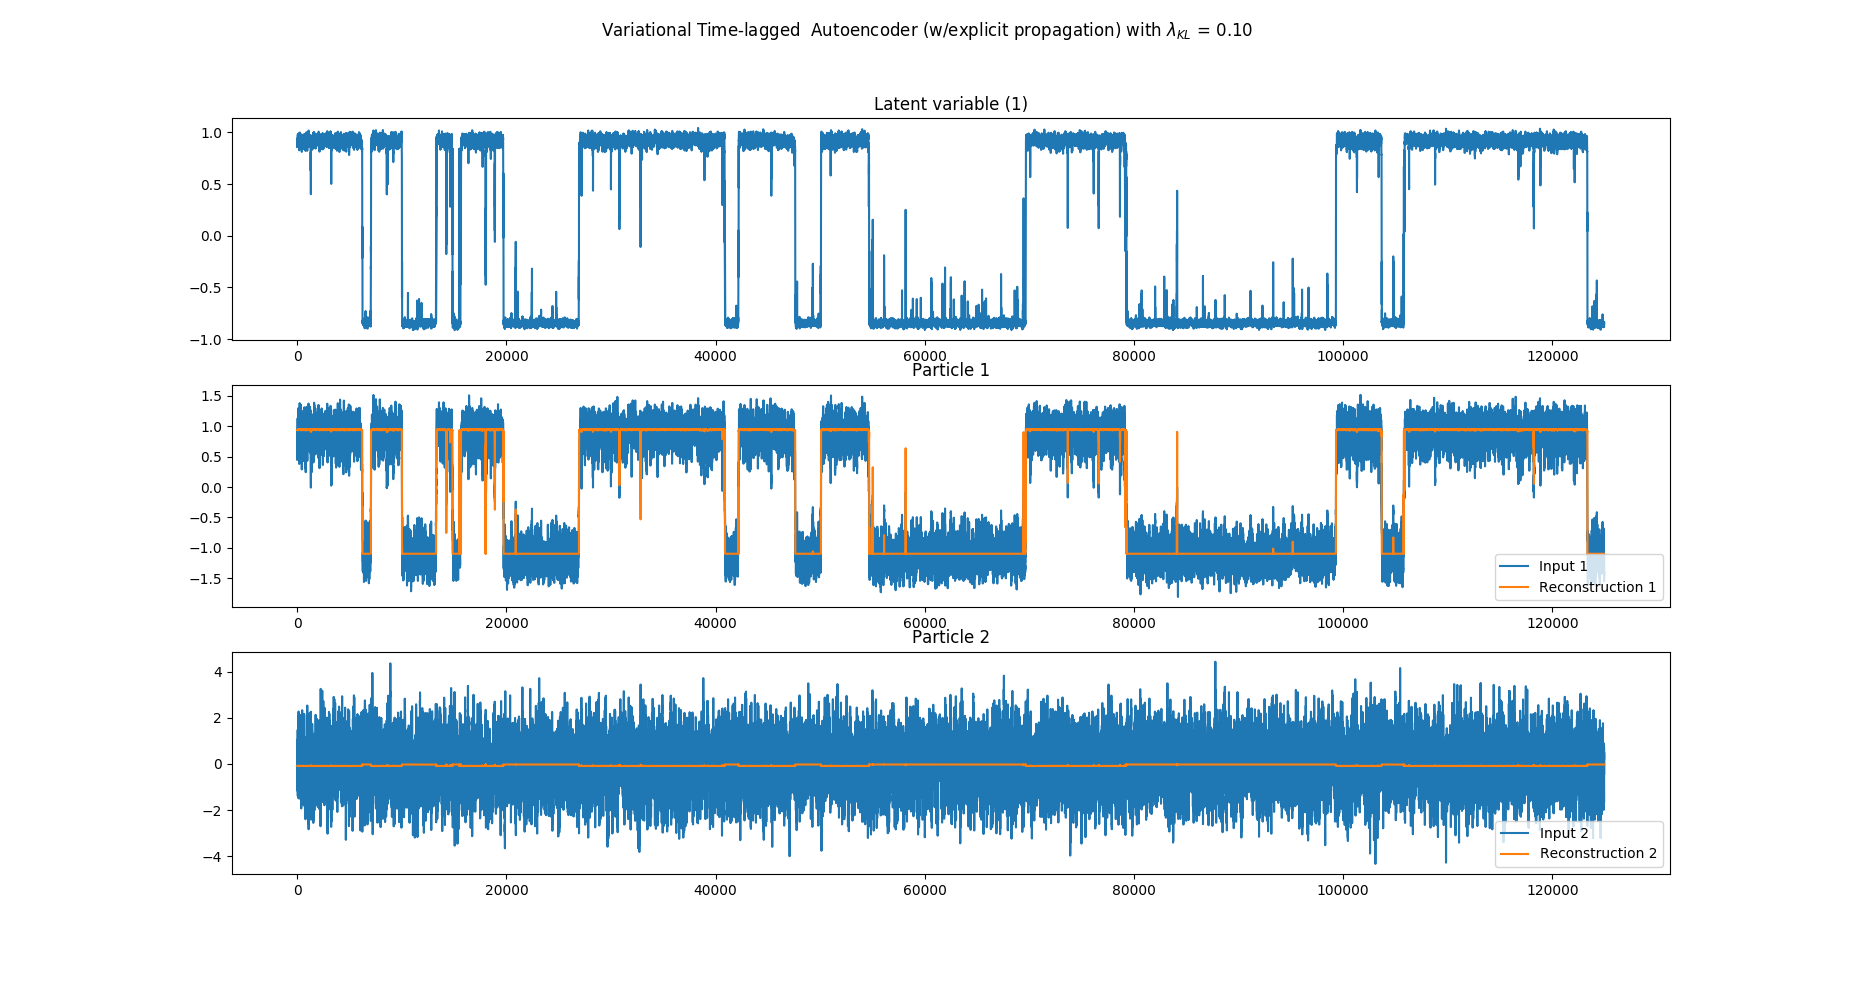 Variational Time-lagged  Autoencoder (w/explicit propagation) with λ_KL = 0.10
Latent variable (1)
1.0
0.5
0.0
−0.5
−1.0
0 20000 40000 60000 80000 100000 120000
Particle 1
1.5
1.0
0.5
0.0
−0.5
−1.0
−1.5
Input 1
Reconstruction 1
0 20000 40000 60000 80000 100000 120000
Particle 2
4
2
0
−2
−4
Input 2
Reconstruction 2
0 20000 40000 60000 80000 100000 120000